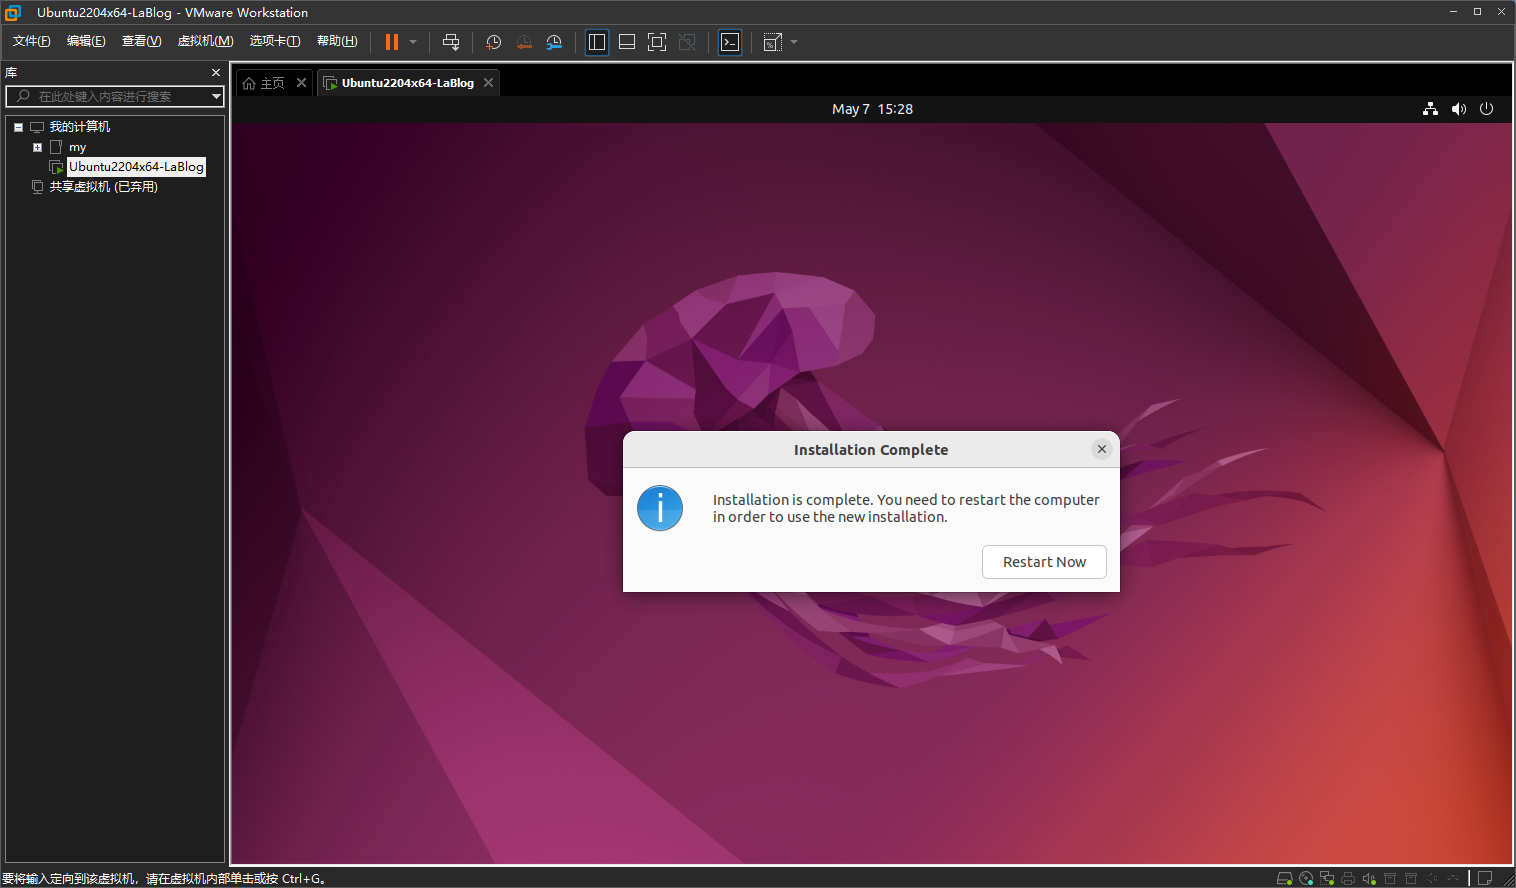 Ubuntu2204x64-LaBlog - VMware Workstation
文件(F) 编辑(E) 查看(V) 虚拟机(M) 选项卡(T) 帮助(H)
库
在此处键入内容进行搜索
我的计算机
my
Ubuntu2204x64-LaBlog
共享虚拟机 (已弃用)
主页
Ubuntu2204x64-LaBlog
May 7 15:28
Installation Complete
Installation is complete. You need to restart the computer
in order to use the new installation.
Restart Now
要将输入定向到该虚拟机，请在虚拟机内部单击或按 Ctrl+G。